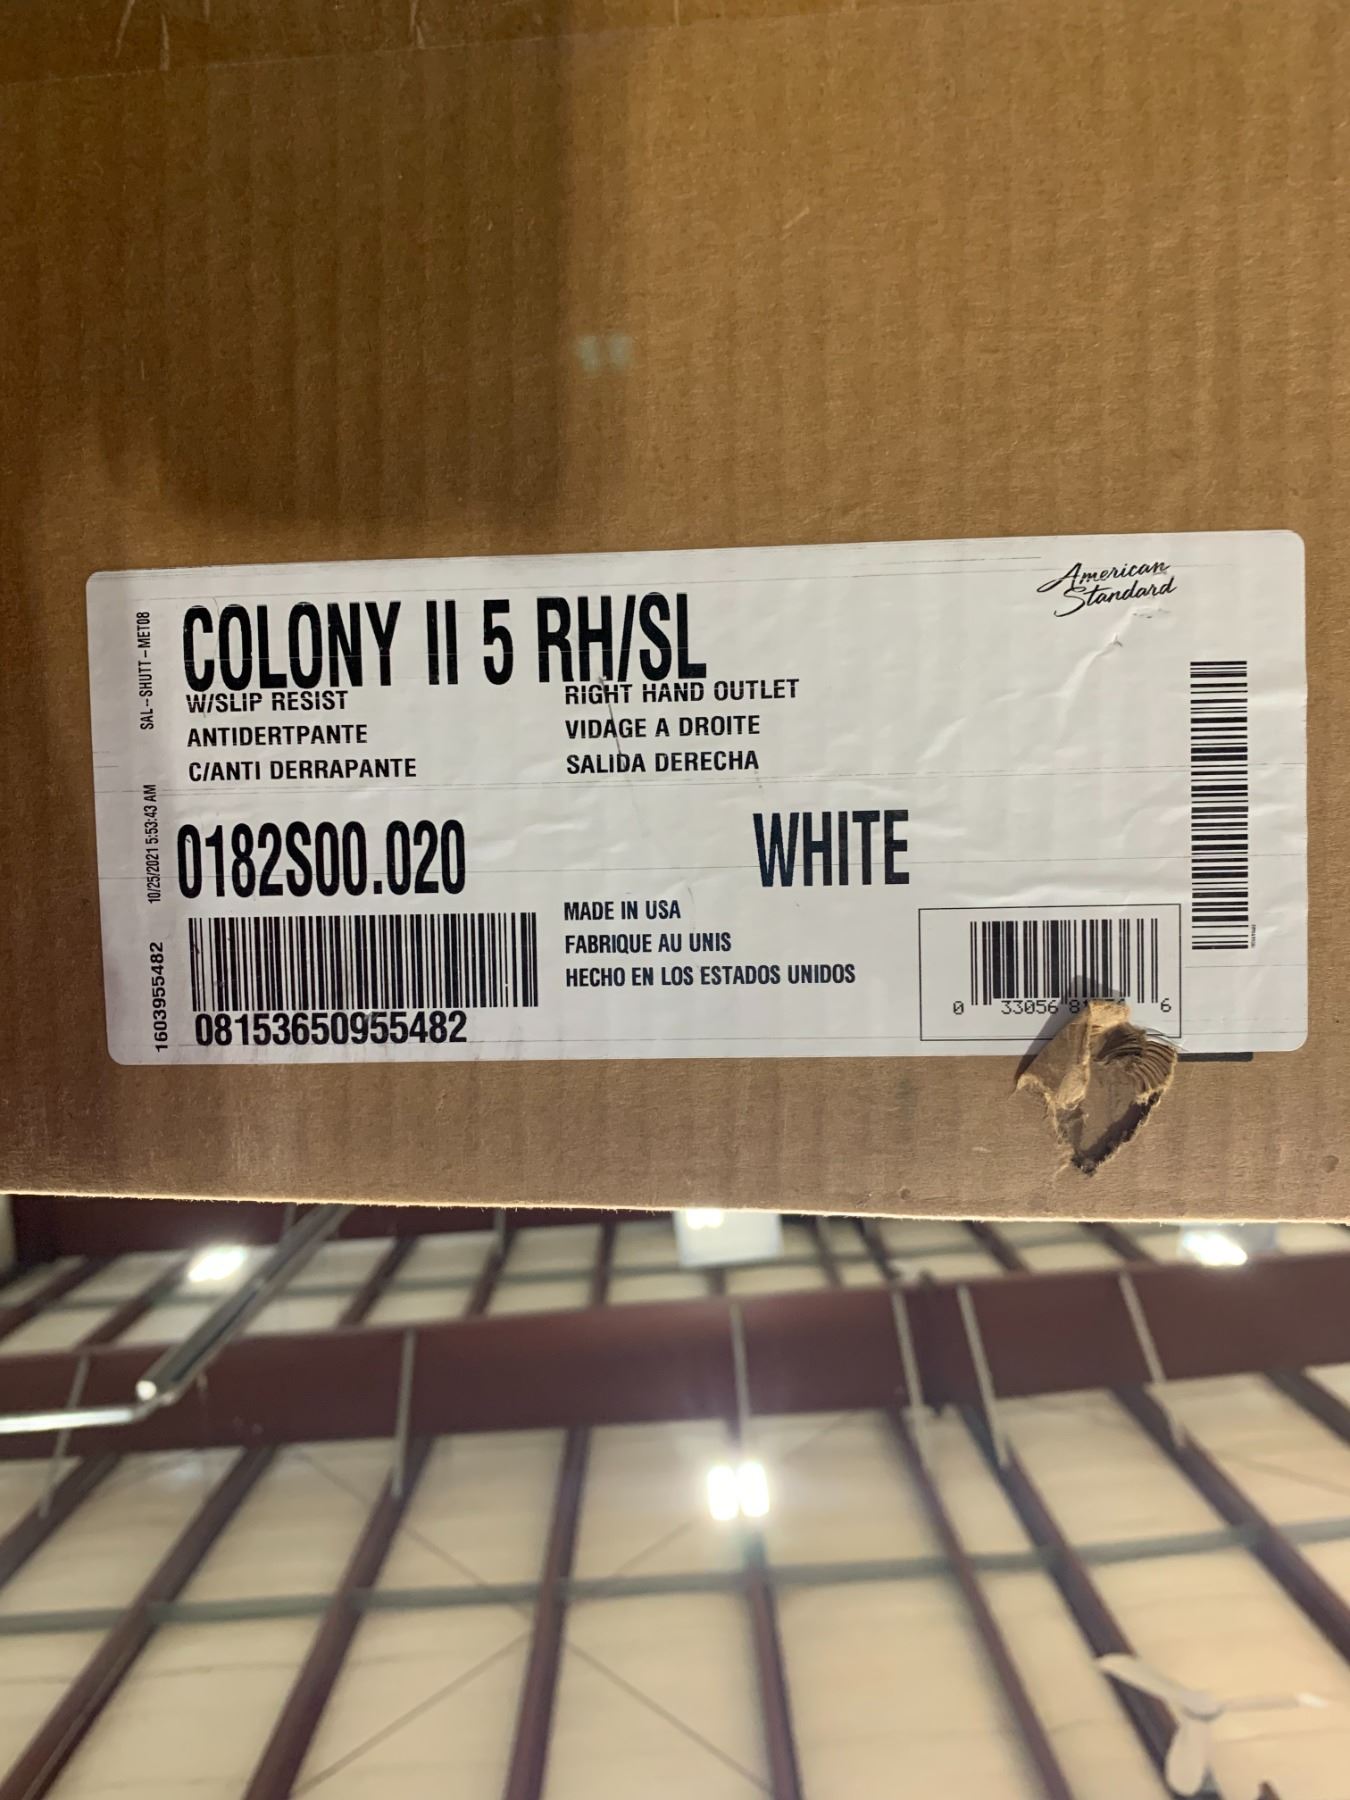 American
Standard
COLONY II 5 RH/SL
W/SLIP RESIST
RIGHT HAND OUTLET
ANTIDERTPANTE
VIDAGE A DROITE
C/ANTI DERRAPANTE
SALIDA DERECHA
0182S00.020
WHITE
MADE IN USA
FABRIQUE AU UNIS
HECHO EN LOS ESTADOS UNIDOS
08153650955482
0 33056 6
1603955482
10/25/2021 5:53:43 AM
SAL--SHUTT-MET08